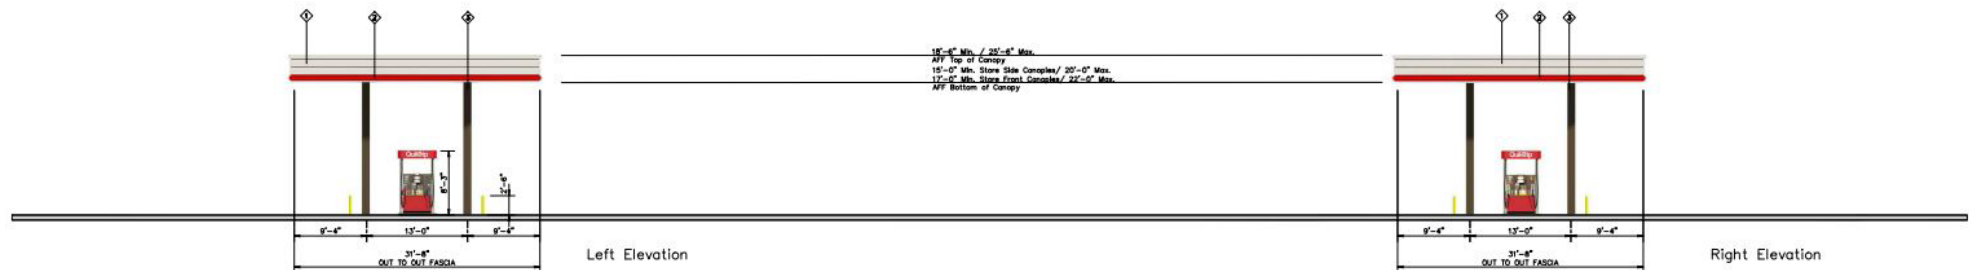 1 2 3
1 2 3
18'-6" Min. / 25'-6" Max.
AFF Top of Canopy
15'-0" Min. Store Side Canopies/ 20'-0" Max.
17'-0" Min. Store Front Canopies/ 22'-0" Max.
AFF Bottom of Canopy
QuikTrip
8'-3"
2'-6"
QuikTrip
9'-4" 13'-0" 9'-4"
9'-4" 13'-0" 9'-4"
31'-8"
OUT TO OUT FASCIA
Left Elevation
31'-8"
OUT TO OUT FASCIA
Right Elevation